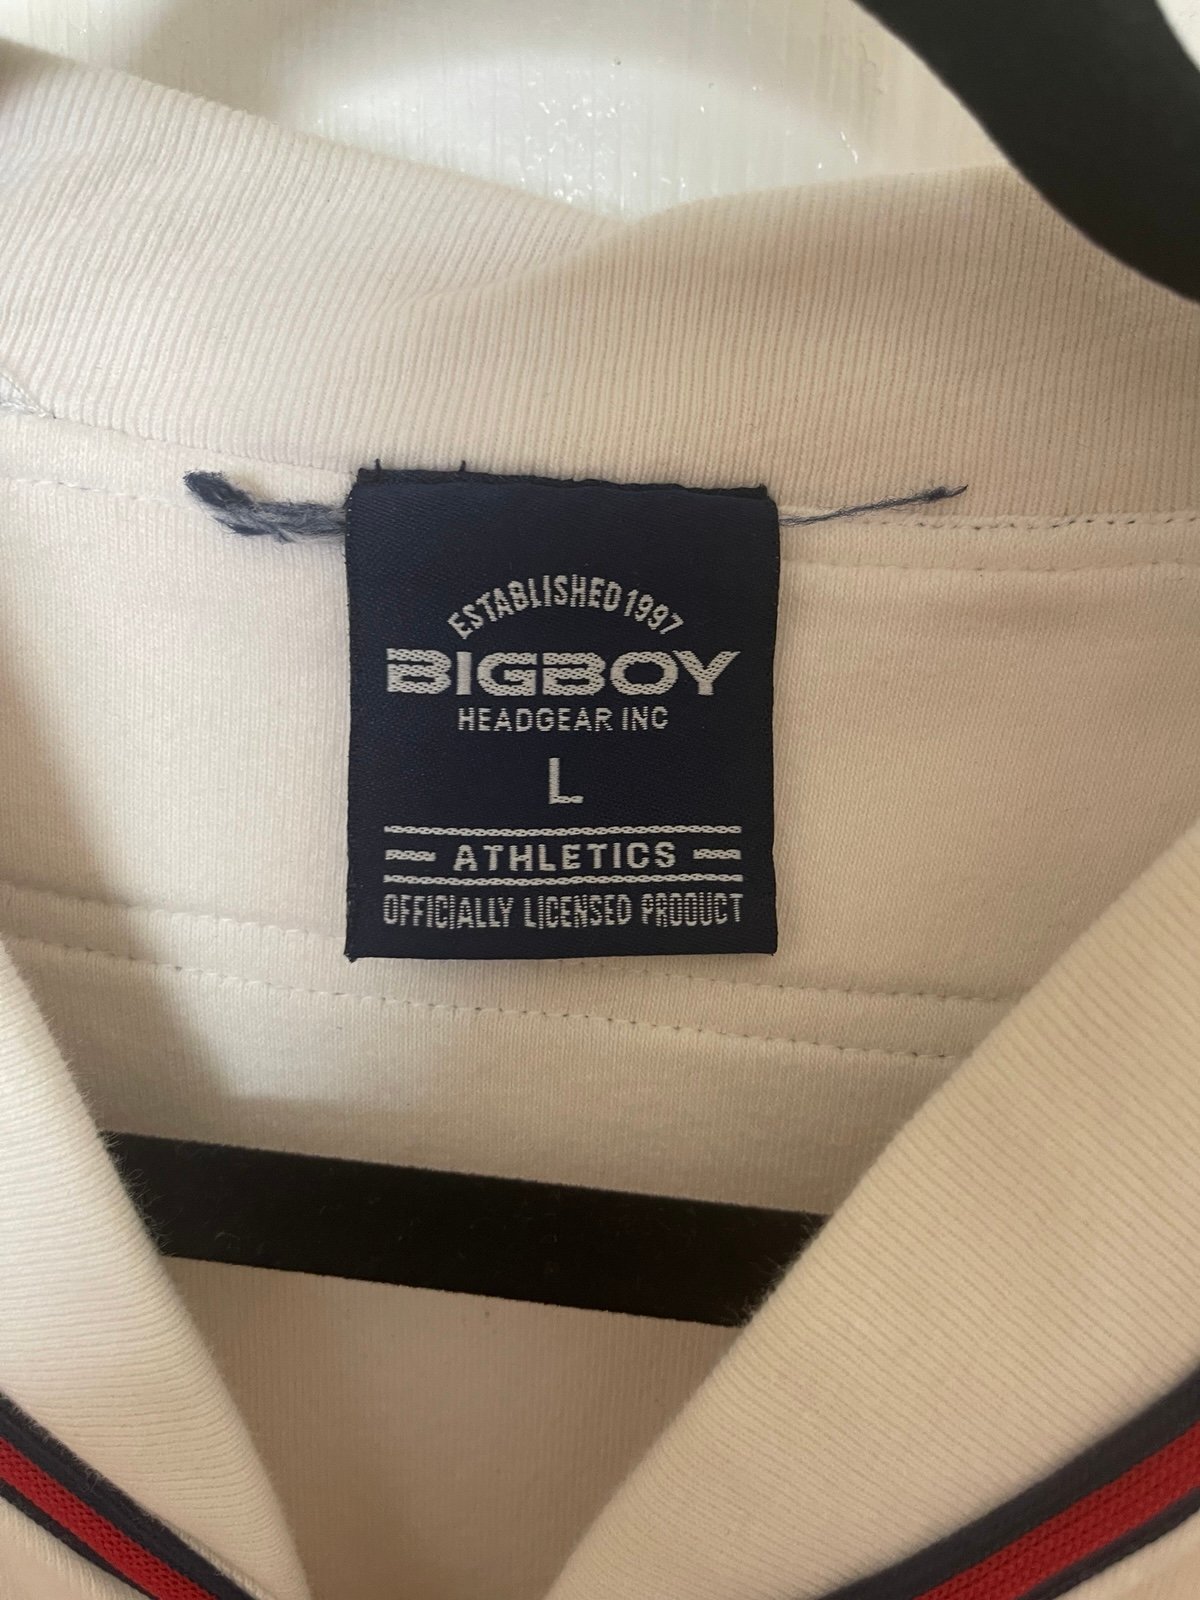 ESTABLISHED 1997
BIGBOY
HEADGEAR INC
L
ATHLETICS
OFFICIALLY LICENSED PRODUCT